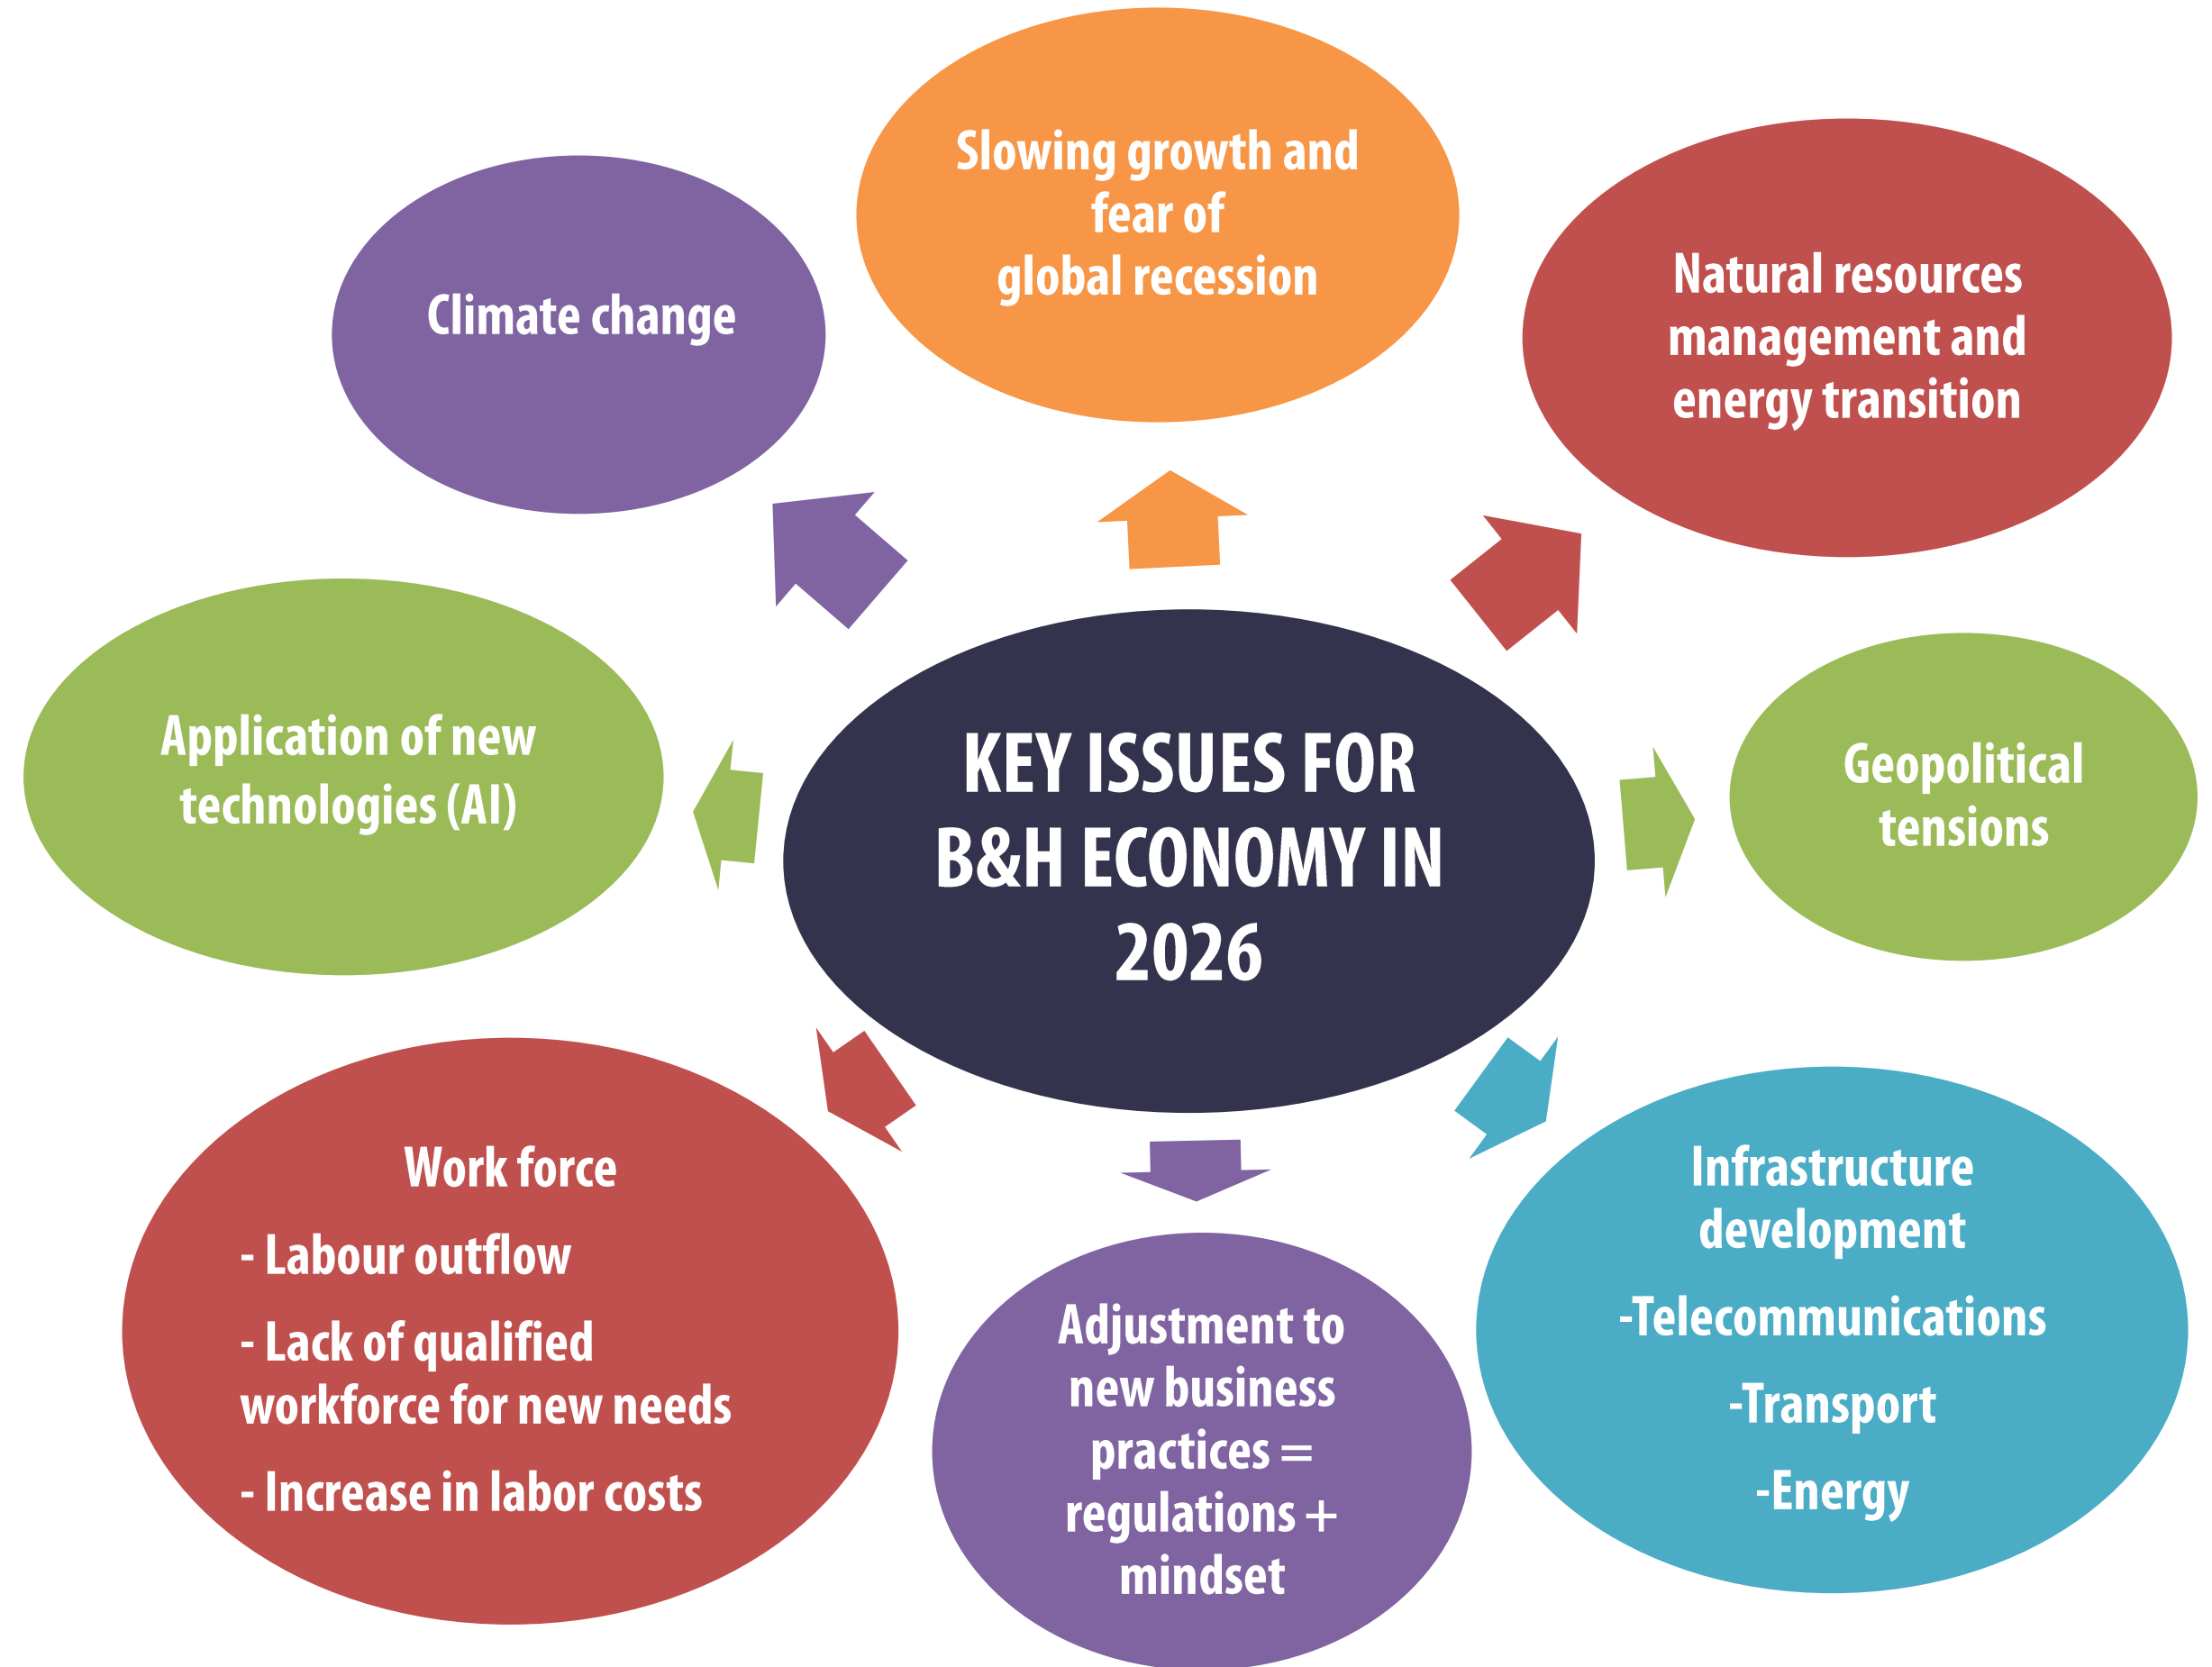 Slowing growth and
fear of
global recession
Natural resources
management and
energy transition
Climate change
Application of new
technologies (AI)
KEY ISSUES FOR
B&H ECONOMY IN
2026
Geopolitical
tensions
Work force
- Labour outflow
- Lack of qualified
workforce for new needs
- Increase in labor costs
Adjustment to
new business
practices =
regulations +
mindset
Infrastructure
development
-Telecommunications
-Transport
-Energy